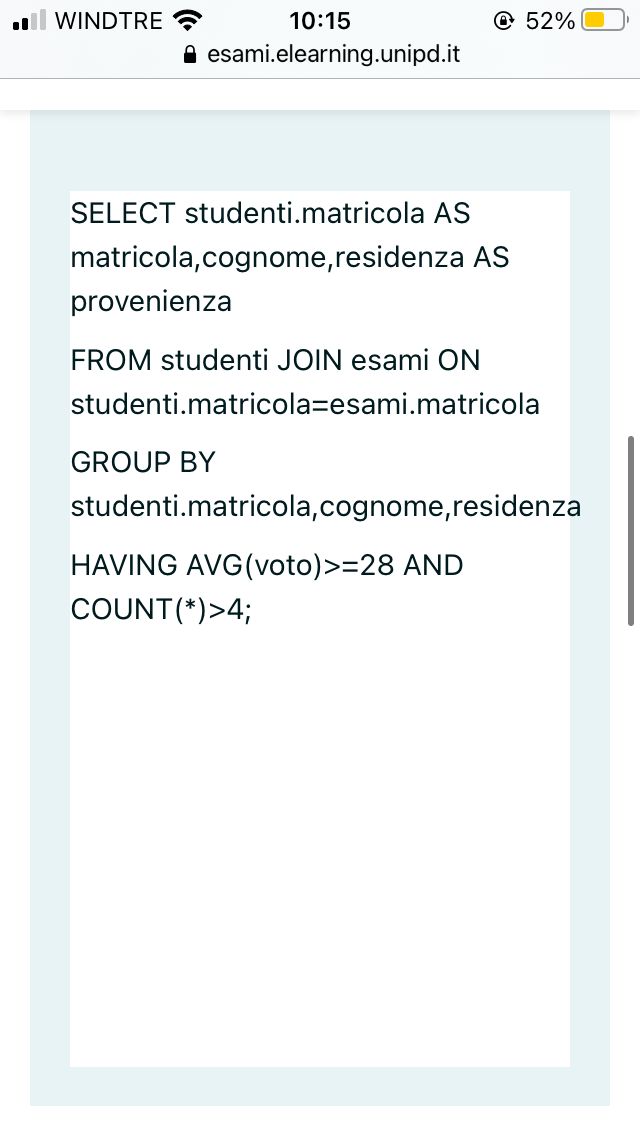 WINDTRE 10:15 52%
esami.elearning.unipd.it
SELECT studenti.matricola AS
matricola,cognome,residenza AS
provenienza
FROM studenti JOIN esami ON
studenti.matricola=esami.matricola
GROUP BY
studenti.matricola,cognome,residenza
HAVING AVG(voto)>=28 AND
COUNT(*)>4;